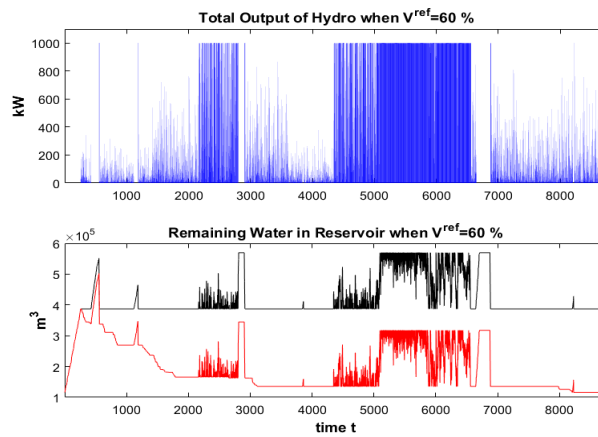 Total Output of Hydro when V^ref=60 %
1000
800
600
400
200
0
kW
1000 2000 3000 4000 5000 6000 7000 8000
Remaining Water in Reservoir when V^ref=60 %
×10^5
6
5
4
3
2
1
m^3
1000 2000 3000 4000 5000 6000 7000 8000
time t